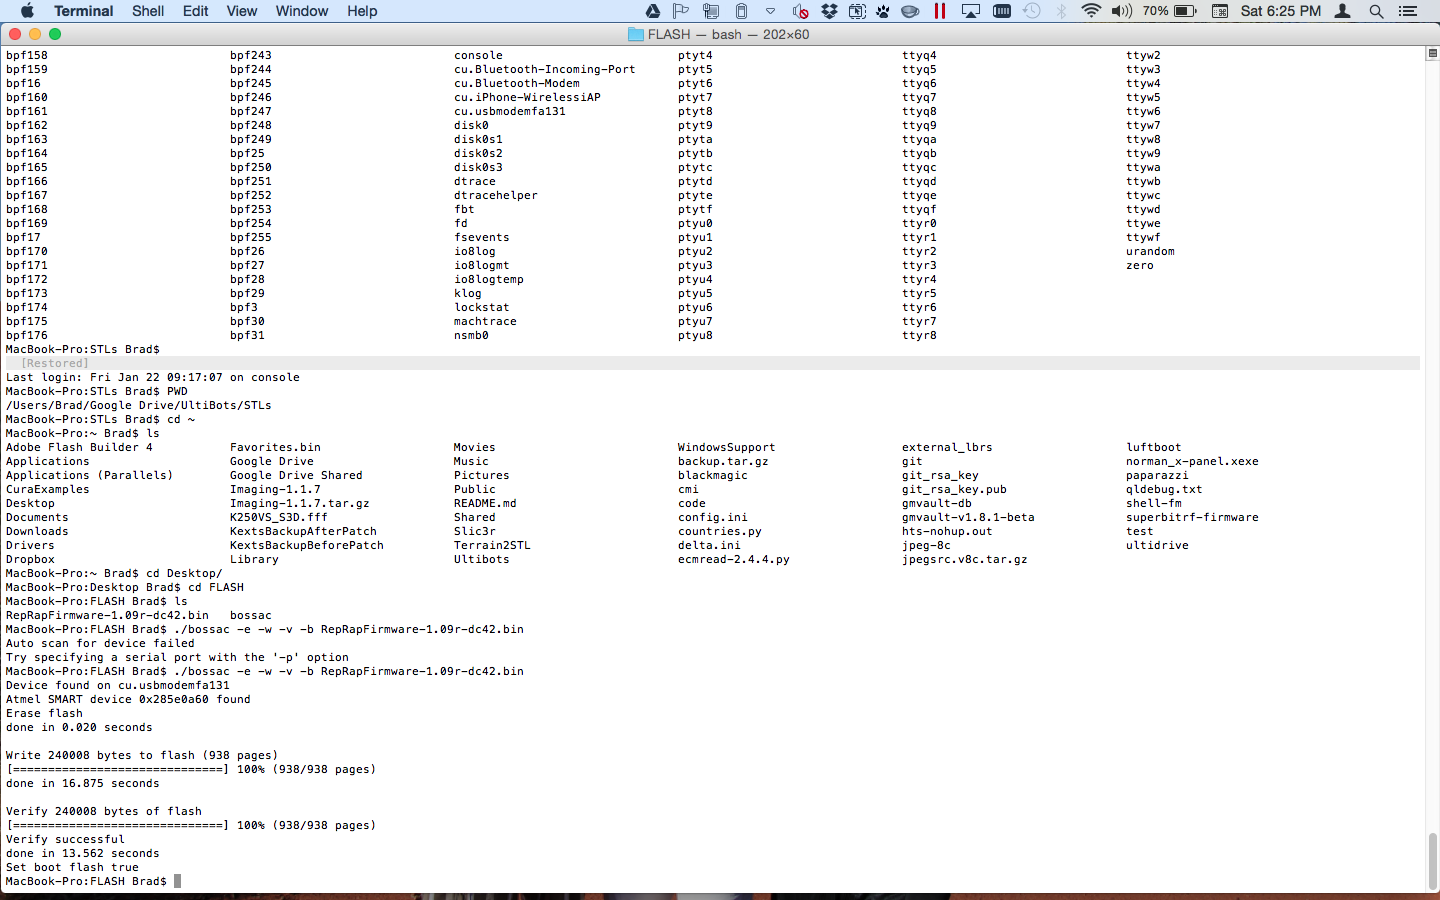 Terminal Shell Edit View Window Help 70% Sat 6:25 PM
FLASH — bash — 202×60
bpf158 bpf243 console ptyt4 ttyq4 ttyw2
bpf159 bpf244 cu.Bluetooth-Incoming-Port ptyt5 ttyq5 ttyw3
bpf16 bpf245 cu.Bluetooth-Modem ptyt6 ttyq6 ttyw4
bpf160 bpf246 cu.iPhone-WirelessiAP ptyt7 ttyq7 ttyw5
bpf161 bpf247 cu.usbmodemfa131 ptyt8 ttyq8 ttyw6
bpf162 bpf248 disk0 ptyt9 ttyq9 ttyw7
bpf163 bpf249 disk0s1 ptyta ttyqa ttyw8
bpf164 bpf25 disk0s2 ptytb ttyqb ttyw9
bpf165 bpf250 disk0s3 ptytc ttyqc ttywa
bpf166 bpf251 dtrace ptytd ttyqd ttywb
bpf167 bpf252 dtracehelper ptyte ttyqe ttywc
bpf168 bpf253 fbt ptytf ttyqf ttywd
bpf169 bpf254 fd ptyu0 ttyr0 ttywe
bpf17 bpf255 fsevents ptyu1 ttyr1 ttywf
bpf170 bpf26 io8log ptyu2 ttyr2 urandom
bpf171 bpf27 io8logmt ptyu3 ttyr3 zero
bpf172 bpf28 io8logtemp ptyu4 ttyr4
bpf173 bpf29 klog ptyu5 ttyr5
bpf174 bpf3 lockstat ptyu6 ttyr6
bpf175 bpf30 machtrace ptyu7 ttyr7
bpf176 bpf31 nsmb0 ptyu8 ttyr8
MacBook-Pro:STLs Brad$
[Restored]
Last login: Fri Jan 22 09:17:07 on console
MacBook-Pro:STLs Brad$ PWD
/Users/Brad/Google Drive/UltiBots/STLs
MacBook-Pro:STLs Brad$ cd ~
MacBook-Pro:~ Brad$ ls
Adobe Flash Builder 4 Favorites.bin Movies WindowsSupport external_lbrs luftboot
Applications Google Drive Music backup.tar.gz git norman_x-panel.xexe
Applications (Parallels) Google Drive Shared Pictures blackmagic git_rsa_key paparazzi
CuraExamples Imaging-1.1.7 Public cmi git_rsa_key.pub qldebug.txt
Desktop Imaging-1.1.7.tar.gz README.md code gmvault-db shell-fm
Documents K250VS_S3D.fff Shared config.ini gmvault-v1.8.1-beta superbitrf-firmware
Downloads KextsBackupAfterPatch Slic3r countries.py hts-nohup.out test
Drivers KextsBackupBeforePatch Terrain2STL delta.ini jpeg-8c ultidrive
Dropbox Library Ultibots ecmread-2.4.4.py jpegsrc.v8c.tar.gz
MacBook-Pro:~ Brad$ cd Desktop/
MacBook-Pro:Desktop Brad$ cd FLASH
MacBook-Pro:FLASH Brad$ ls
RepRapFirmware-1.09r-dc42.bin bossac
MacBook-Pro:FLASH Brad$ ./bossac -e -w -v -b RepRapFirmware-1.09r-dc42.bin
Auto scan for device failed
Try specifying a serial port with the '-p' option
MacBook-Pro:FLASH Brad$ ./bossac -e -w -v -b RepRapFirmware-1.09r-dc42.bin
Device found on cu.usbmodemfa131
Atmel SMART device 0x285e0a60 found
Erase flash
done in 0.020 seconds
Write 240008 bytes to flash (938 pages)
[==============================] 100% (938/938 pages)
done in 16.875 seconds
Verify 240008 bytes of flash
[==============================] 100% (938/938 pages)
Verify successful
done in 13.562 seconds
Set boot flash true
MacBook-Pro:FLASH Brad$